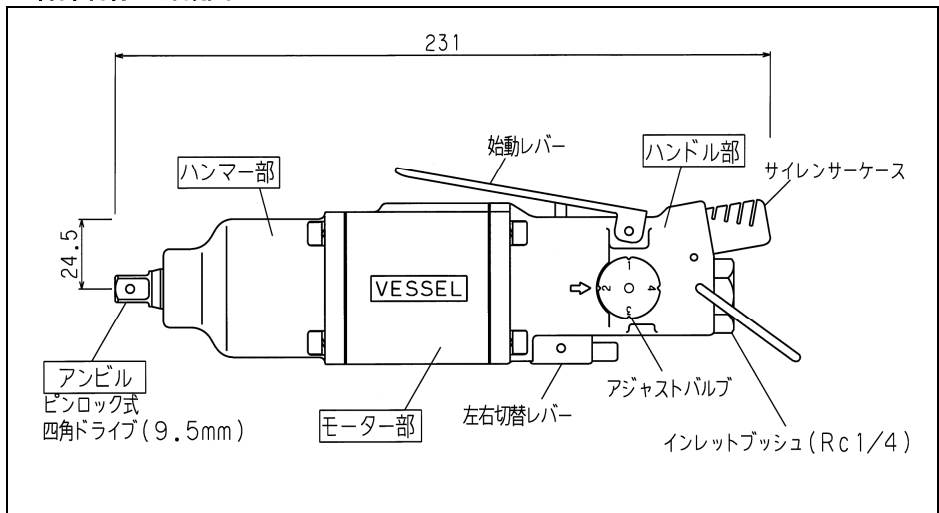 231
始動レバー
ハンドル部
ハンマー部
サイレンサーケース
24.5
VESSEL
1
2
4
3
アンビル
ピンロック式
四角ドライブ(9.5mm)
モーター部
左右切替レバー
アジャストバルブ
インレットブッシュ(Rc1/4)